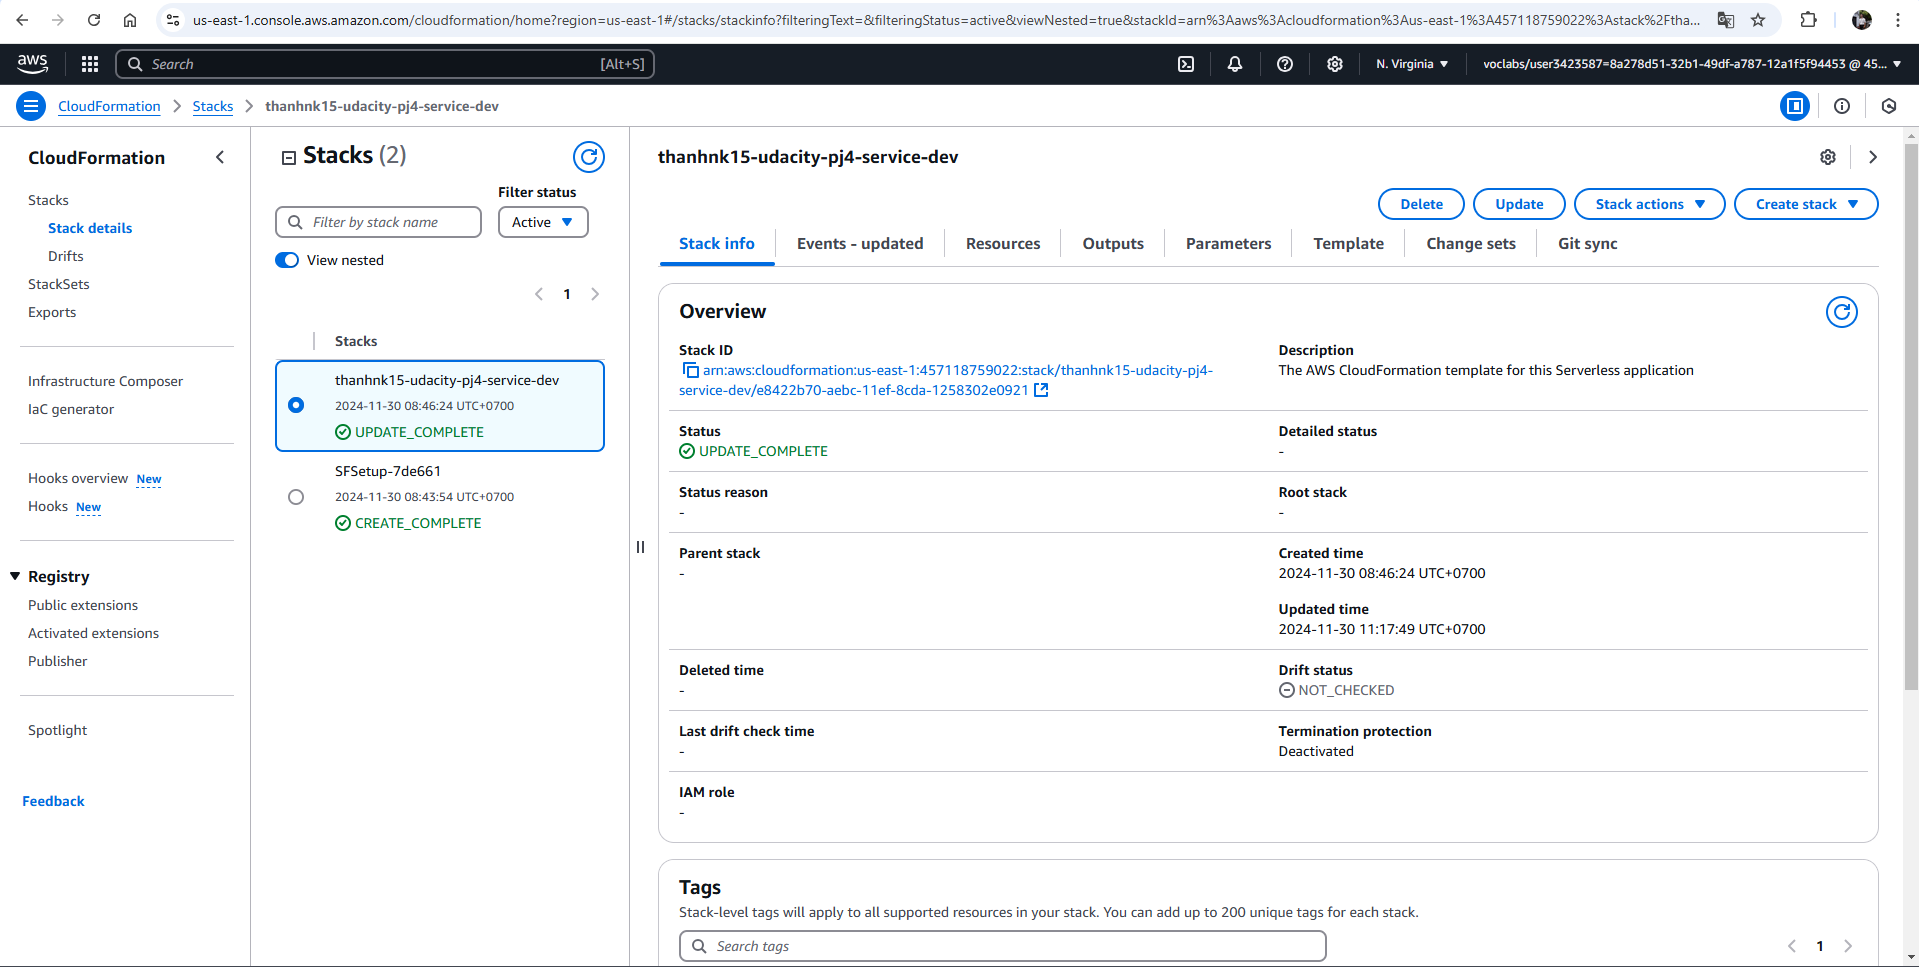 us-east-1.console.aws.amazon.com/cloudformation/home?region=us-east-1#/stacks/stackinfo?filteringText=&filteringStatus=active&viewNested=true&stackId=arn%3Aaws%3Acloudformation%3Aus-east-1%3A457118759022%3Astack%2Ftha...
aws
Search [Alt+S]
N. Virginia
voclabs/user3423587=8a278d51-32b1-49df-a787-12a1f5f94453 @ 45...
CloudFormation
Stacks
thanhnk15-udacity-pj4-service-dev
CloudFormation
Stacks
Stack details
Drifts
StackSets
Exports
Infrastructure Composer
IaC generator
Hooks overview New
Hooks New
Registry
Public extensions
Activated extensions
Publisher
Spotlight
Feedback
Stacks (2)
Filter status
Filter by stack name
Active
View nested
1
Stacks
thanhnk15-udacity-pj4-service-dev
2024-11-30 08:46:24 UTC+0700
UPDATE_COMPLETE
SFSetup-7de661
2024-11-30 08:43:54 UTC+0700
CREATE_COMPLETE
thanhnk15-udacity-pj4-service-dev
Delete
Update
Stack actions
Create stack
Stack info
Events - updated
Resources
Outputs
Parameters
Template
Change sets
Git sync
Overview
Stack ID
arn:aws:cloudformation:us-east-1:457118759022:stack/thanhnk15-udacity-pj4-
service-dev/e8422b70-aebc-11ef-8cda-1258302e0921
Description
The AWS CloudFormation template for this Serverless application
Status
UPDATE_COMPLETE
Detailed status
-
Status reason
-
Root stack
-
Parent stack
-
Created time
2024-11-30 08:46:24 UTC+0700
Updated time
2024-11-30 11:17:49 UTC+0700
Deleted time
-
Drift status
NOT_CHECKED
Last drift check time
-
Termination protection
Deactivated
IAM role
-
Tags
Stack-level tags will apply to all supported resources in your stack. You can add up to 200 unique tags for each stack.
Search tags
1